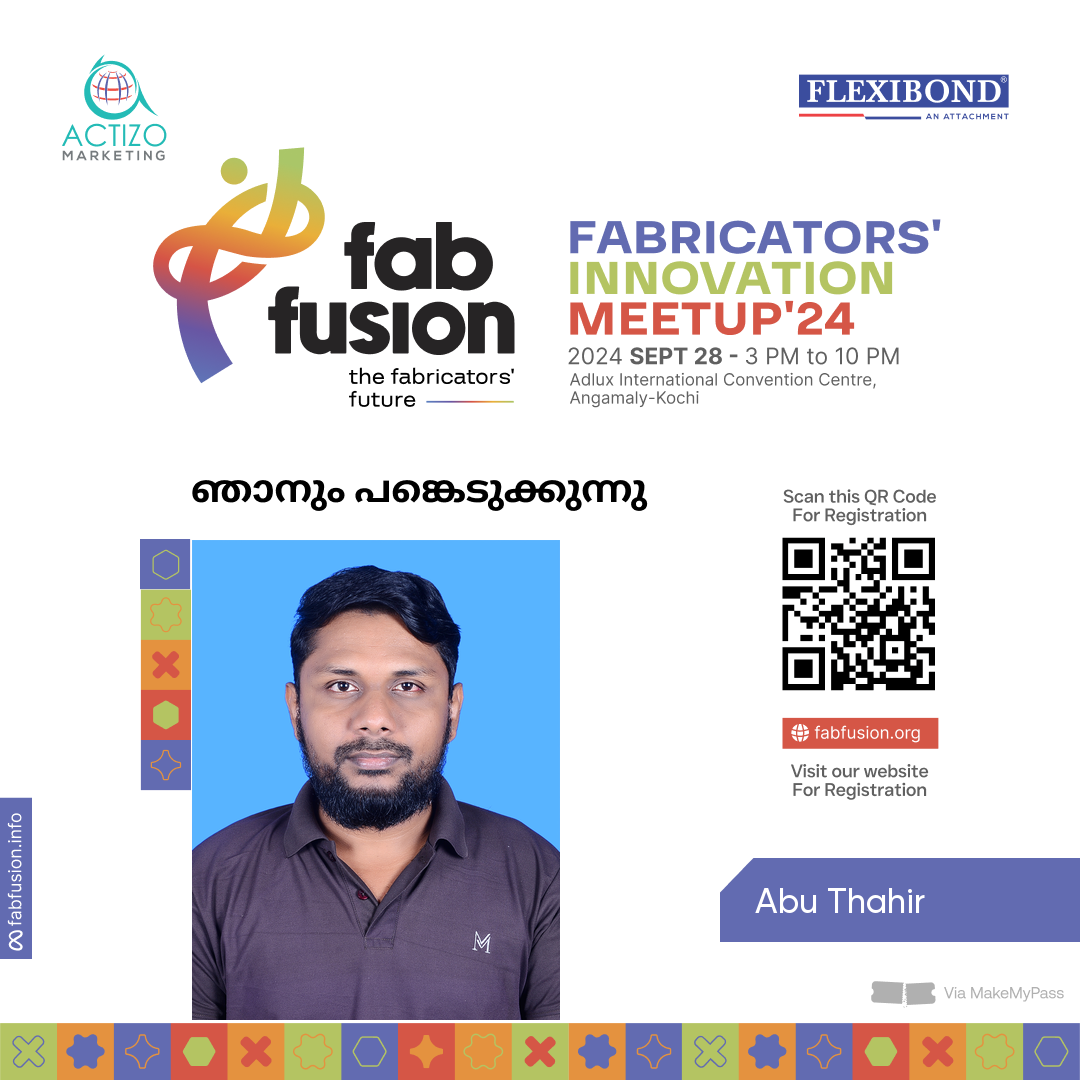 ACTIZO
MARKETING
FLEXIBOND®
AN ATTACHMENT
fab
fusion
the fabricators'
future
FABRICATORS'
INNOVATION
MEETUP'24
2024 SEPT 28 - 3 PM to 10 PM
Adlux International Convention Centre,
Angamaly-Kochi
ഞാനും പങ്കെടുക്കുന്നു
Scan this QR Code
For Registration
fabfusion.org
Visit our website
For Registration
fabfusion.info
M
Abu Thahir
Via MakeMyPass